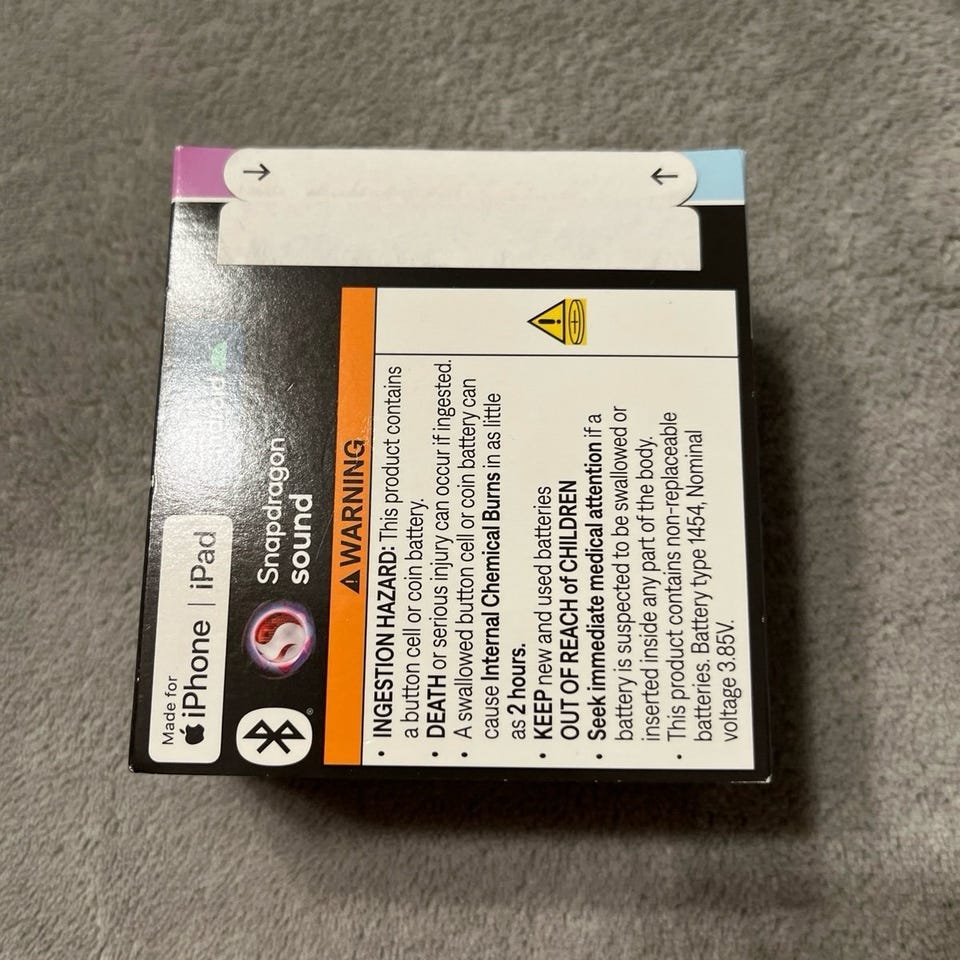 Made for
iPhone | iPad
android
Snapdragon
sound
®
⚠WARNING
• INGESTION HAZARD: This product contains
a button cell or coin battery.
• DEATH or serious injury can occur if ingested.
• A swallowed button cell or coin battery can
cause Internal Chemical Burns in as little
as 2 hours.
• KEEP new and used batteries
OUT OF REACH of CHILDREN
• Seek immediate medical attention if a
battery is suspected to be swallowed or
inserted inside any part of the body.
• This product contains non-replaceable
batteries. Battery type 1454, Nominal
voltage 3.85V.